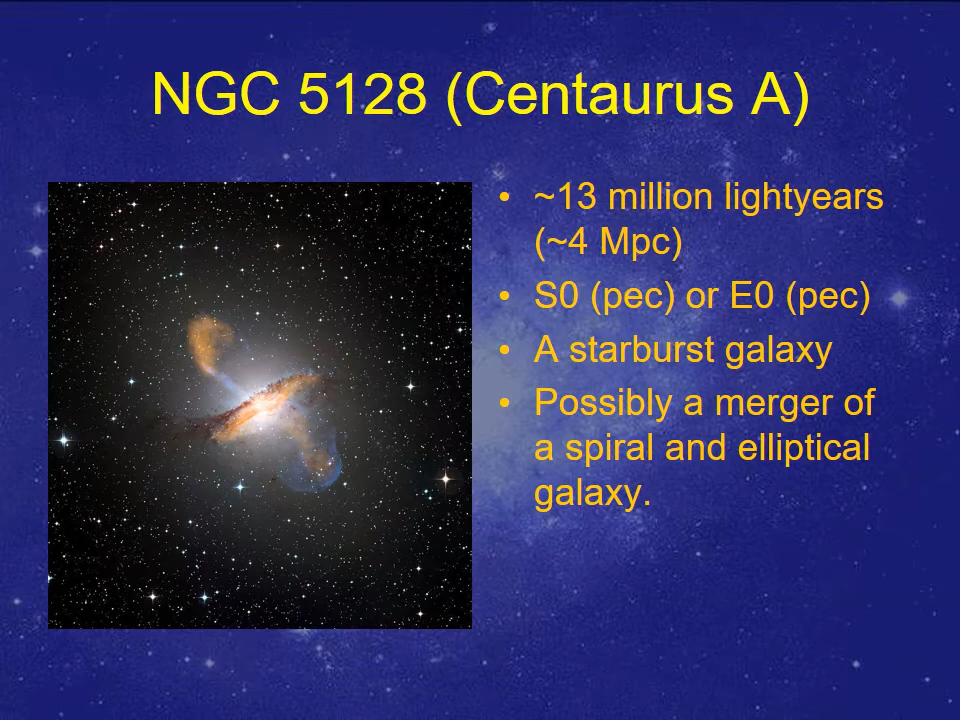 NGC 5128 (Centaurus A)
• ~13 million lightyears
(~4 Mpc)
• S0 (pec) or E0 (pec)
• A starburst galaxy
• Possibly a merger of
a spiral and elliptical
galaxy.